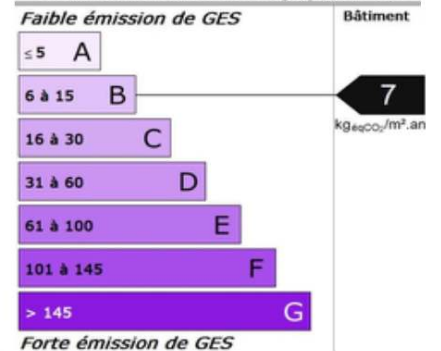 Faible émission de GES
Bâtiment
≤ 5 A
6 à 15 B
7
kgéqCO₂/m².an
16 à 30 C
31 à 60 D
61 à 100 E
101 à 145 F
> 145 G
Forte émission de GES